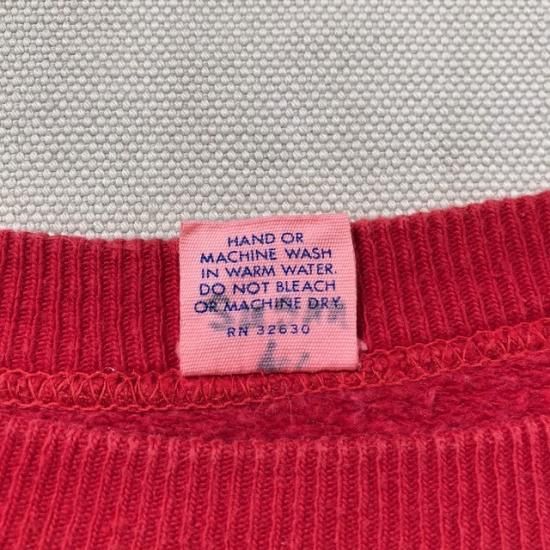 HAND OR
MACHINE WASH
IN WARM WATER.
DO NOT BLEACH
OR MACHINE DRY.
RN 32630